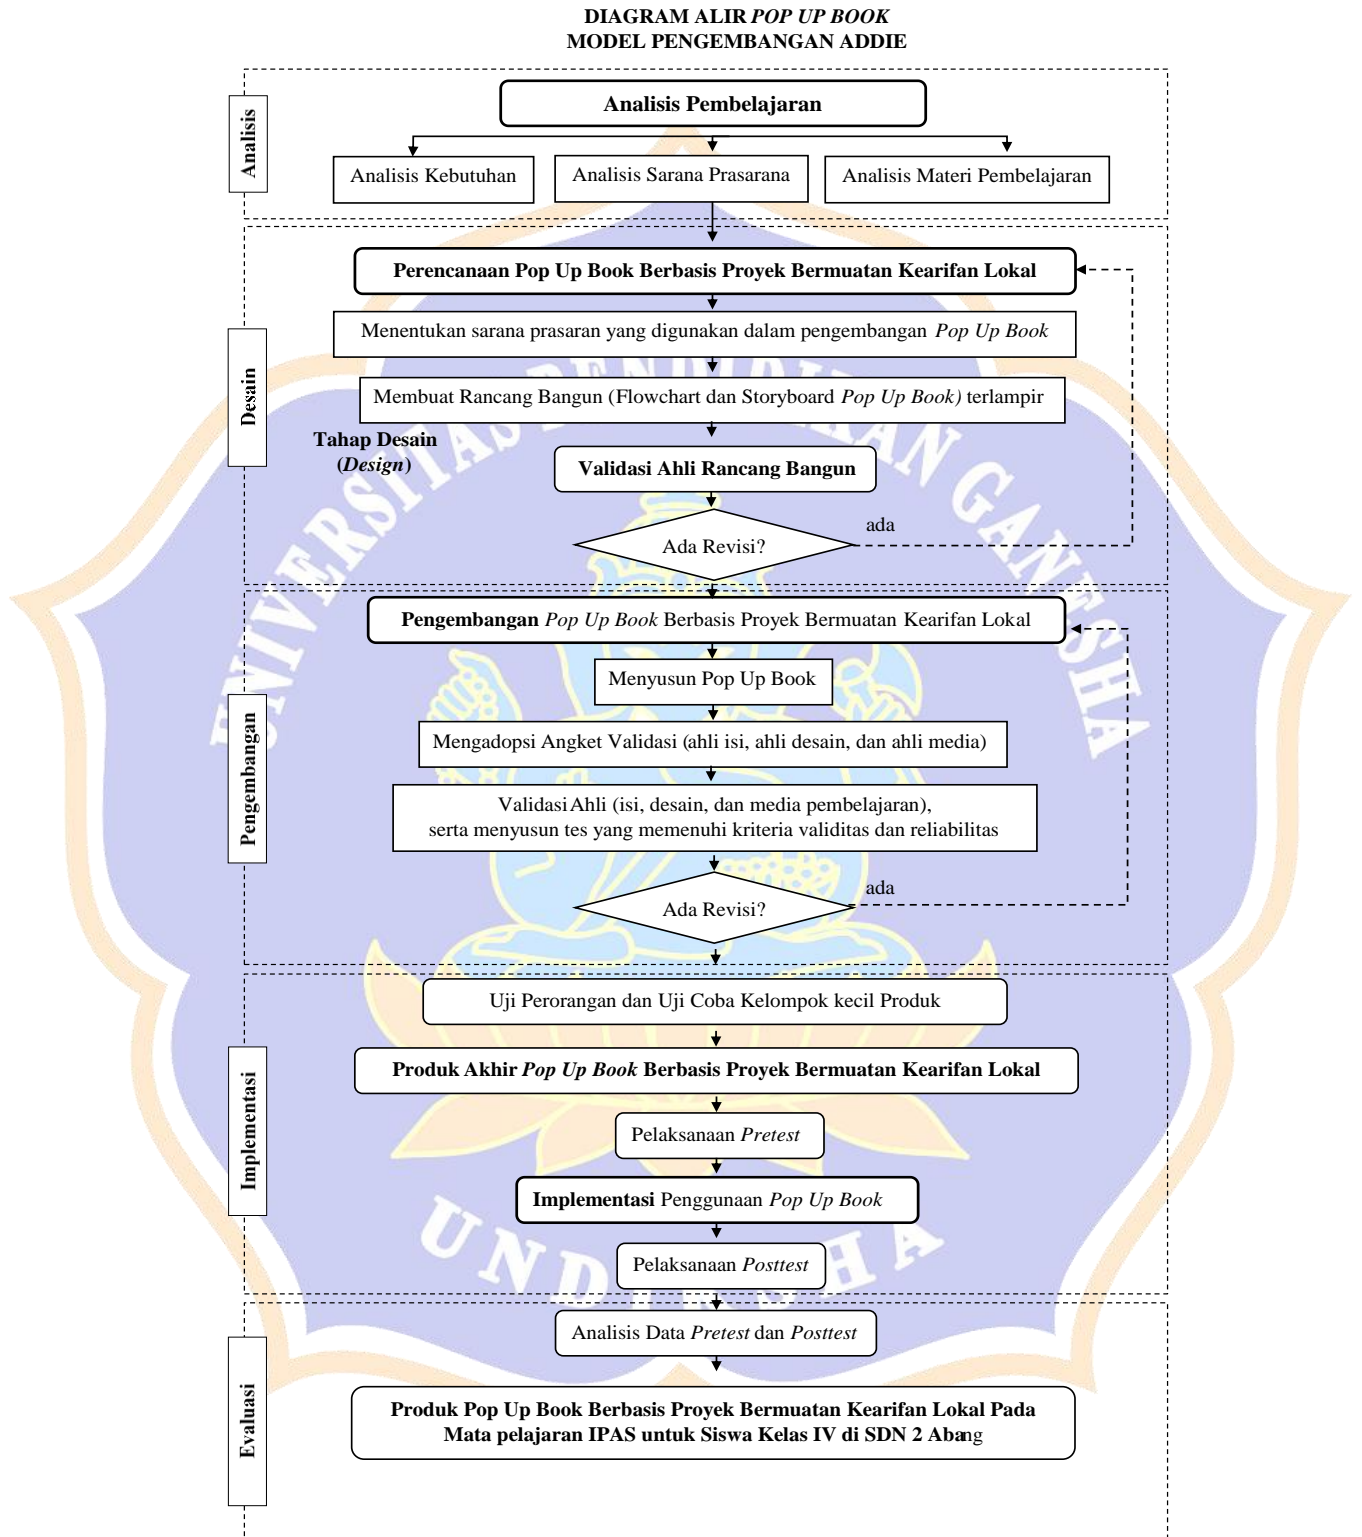 DIAGRAM ALIR POP UP BOOK
MODEL PENGEMBANGAN ADDIE
Analisis
Analisis Pembelajaran
Analisis Kebutuhan
Analisis Sarana Prasarana
Analisis Materi Pembelajaran
Desain
Perencanaan Pop Up Book Berbasis Proyek Bermuatan Kearifan Lokal
Menentukan sarana prasaran yang digunakan dalam pengembangan Pop Up Book
Membuat Rancang Bangun (Flowchart dan Storyboard Pop Up Book) terlampir
Tahap Desain
(Design)
Validasi Ahli Rancang Bangun
Ada Revisi?
ada
Pengembangan
Pengembangan Pop Up Book Berbasis Proyek Bermuatan Kearifan Lokal
Menyusun Pop Up Book
Mengadopsi Angket Validasi (ahli isi, ahli desain, dan ahli media)
Validasi Ahli (isi, desain, dan media pembelajaran),
serta menyusun tes yang memenuhi kriteria validitas dan reliabilitas
Ada Revisi?
ada
Implementasi
Uji Perorangan dan Uji Coba Kelompok kecil Produk
Produk Akhir Pop Up Book Berbasis Proyek Bermuatan Kearifan Lokal
Pelaksanaan Pretest
Implementasi Penggunaan Pop Up Book
Pelaksanaan Posttest
Evaluasi
Analisis Data Pretest dan Posttest
Produk Pop Up Book Berbasis Proyek Bermuatan Kearifan Lokal Pada
Mata pelajaran IPAS untuk Siswa Kelas IV di SDN 2 Abang
UNIVERSITAS PENDIDIKAN GANESHA
UNDIKSHA